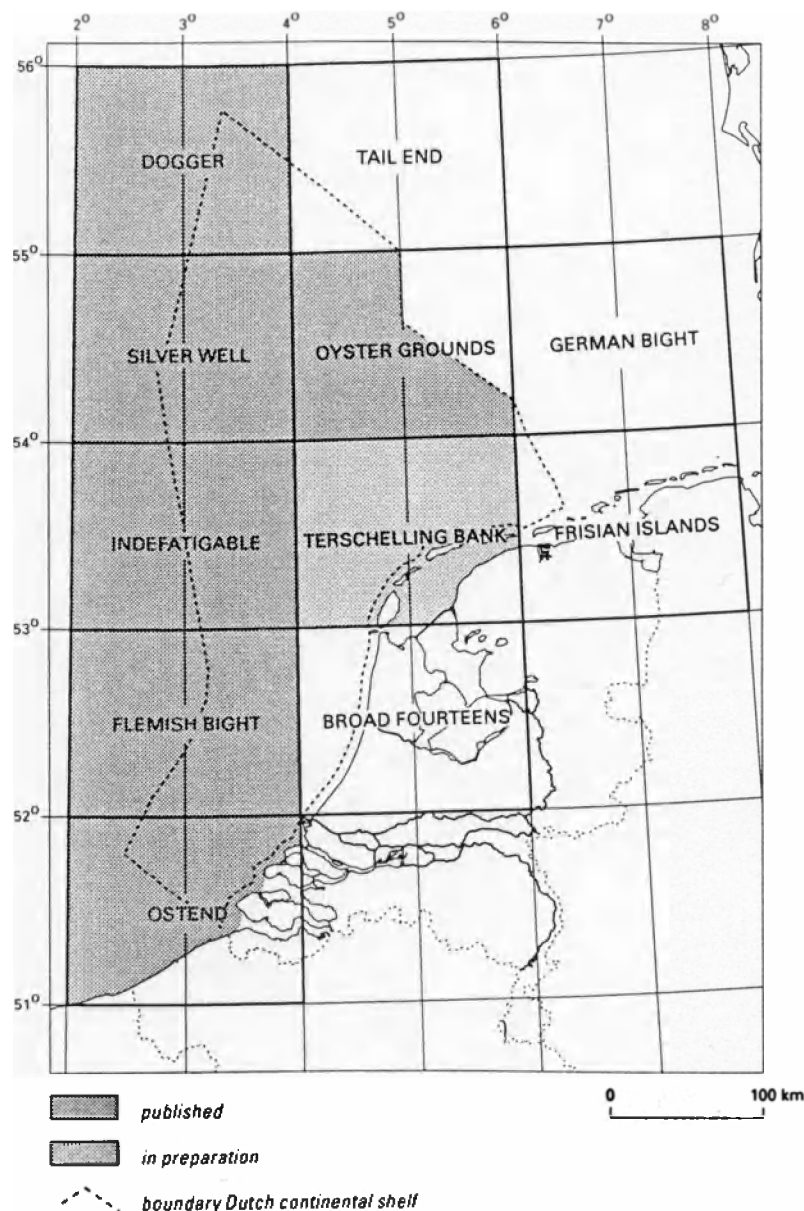 2° 3° 4° 5° 6° 7° 8°
56°
DOGGER TAIL END
55°
SILVER WELL OYSTER GROUNDS GERMAN BIGHT
54°
INDEFATIGABLE TERSCHELLING BANK FRISIAN ISLANDS
53°
FLEMISH BIGHT BROAD FOURTEENS
52°
OSTEND
51°
published
in preparation
boundary Dutch continental shelf
0 100 km